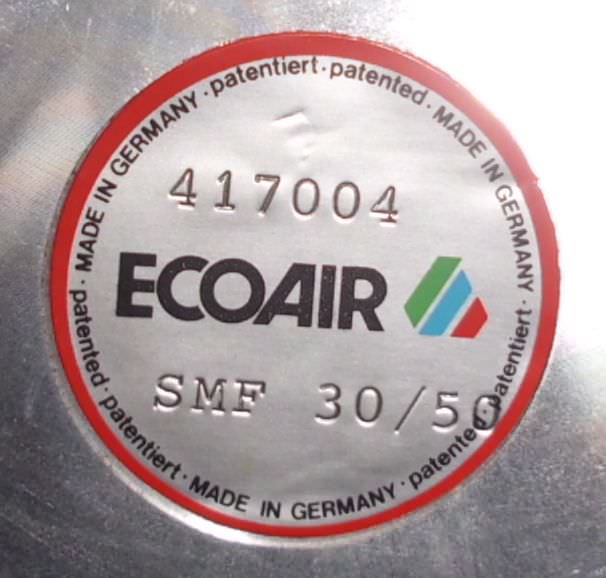 patentiert · patented · MADE IN GERMANY · patentiert · patented · MADE IN GERMANY · patentiert · patented · MADE IN GERMANY ·
417004
ECOAIR
SMF 30/50